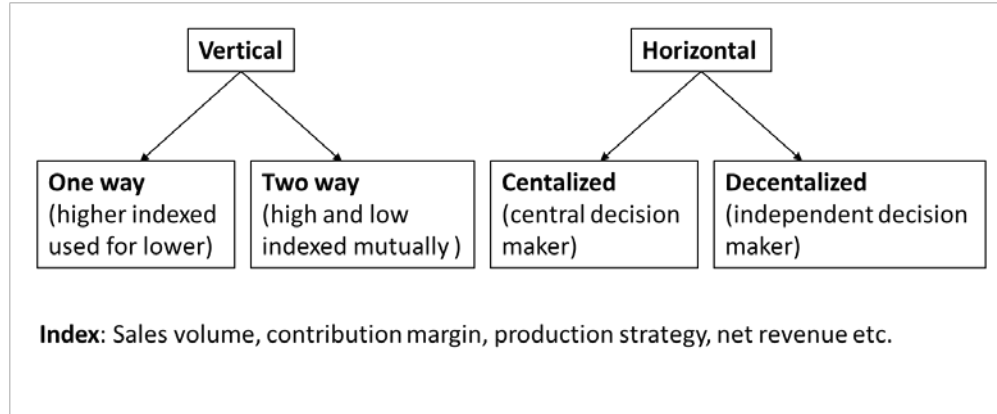 Vertical
Horizontal
One way
(higher indexed
used for lower)
Two way
(high and low
indexed mutually )
Centalized
(central decision
maker)
Decentalized
(independent decision
maker)
Index: Sales volume, contribution margin, production strategy, net revenue etc.